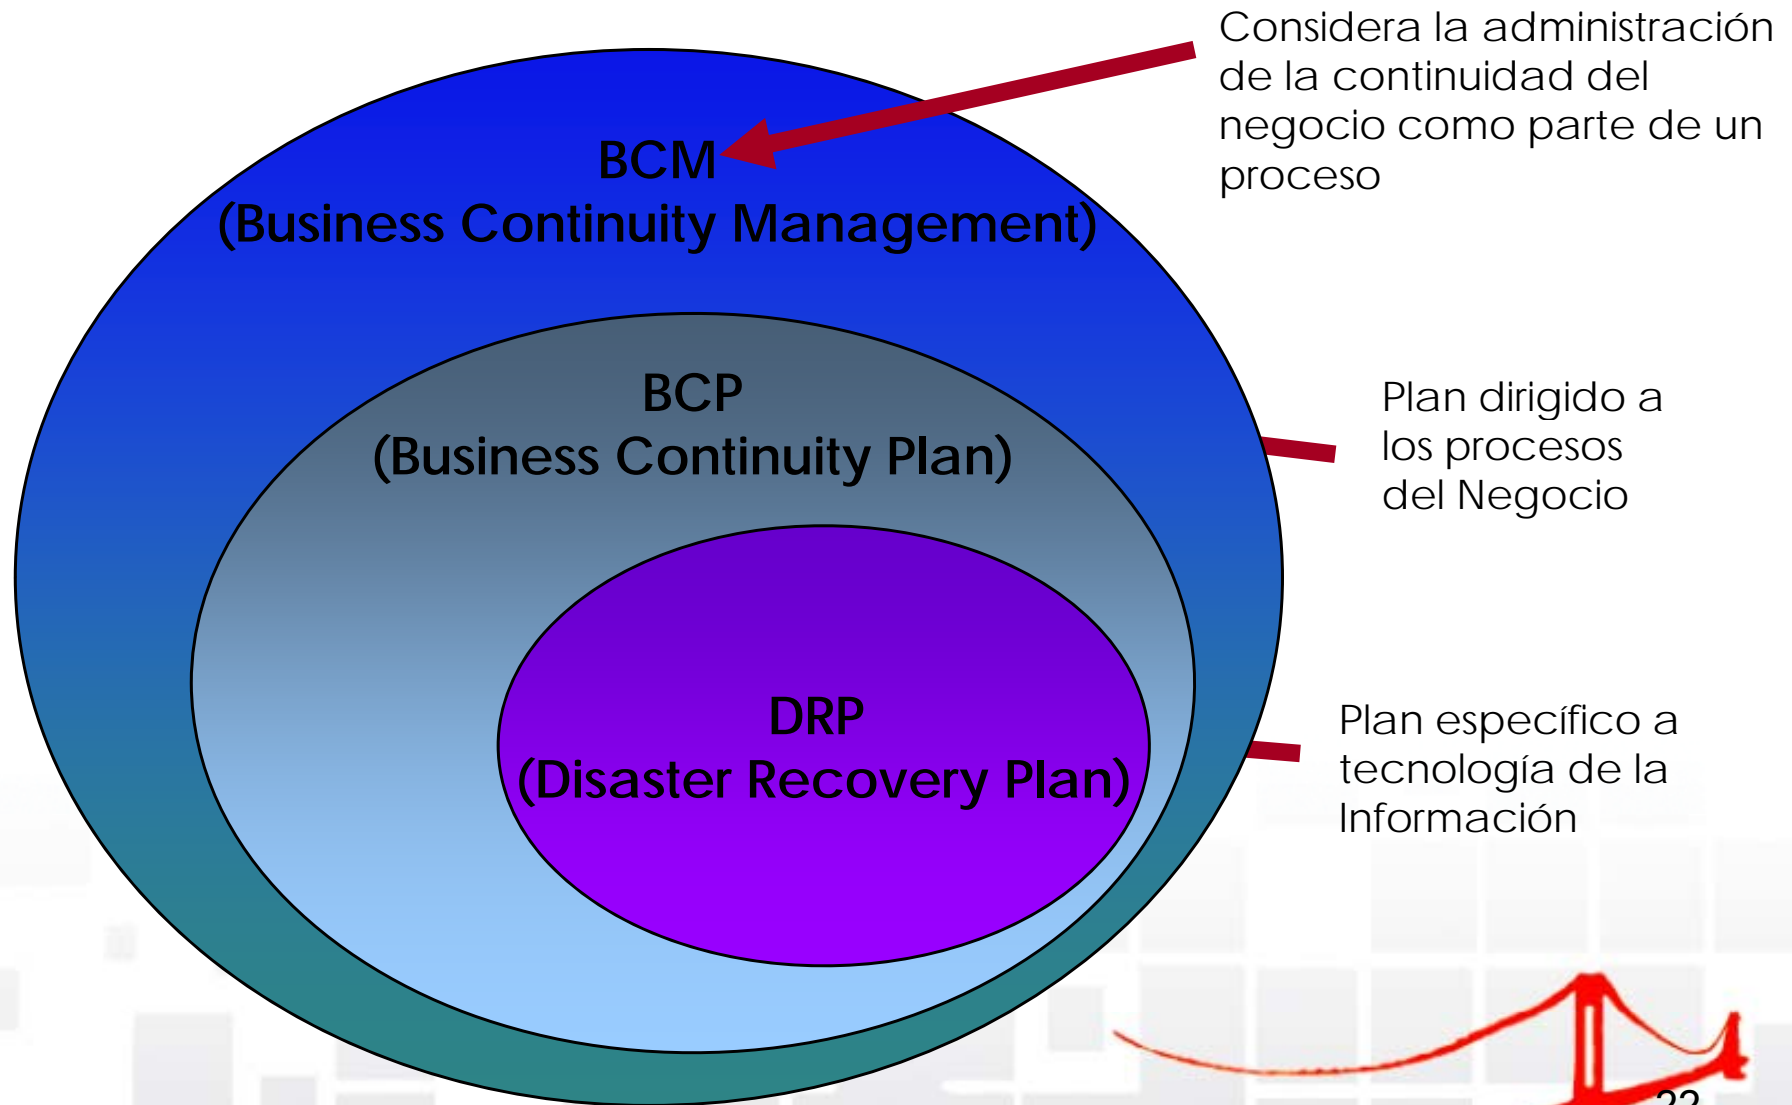 Considera la administración
de la continuidad del
negocio como parte de un
proceso
BCM
(Business Continuity Management)
BCP
(Business Continuity Plan)
Plan dirigido a
los procesos
del Negocio
DRP
(Disaster Recovery Plan)
Plan específico a
tecnología de la
Información
22